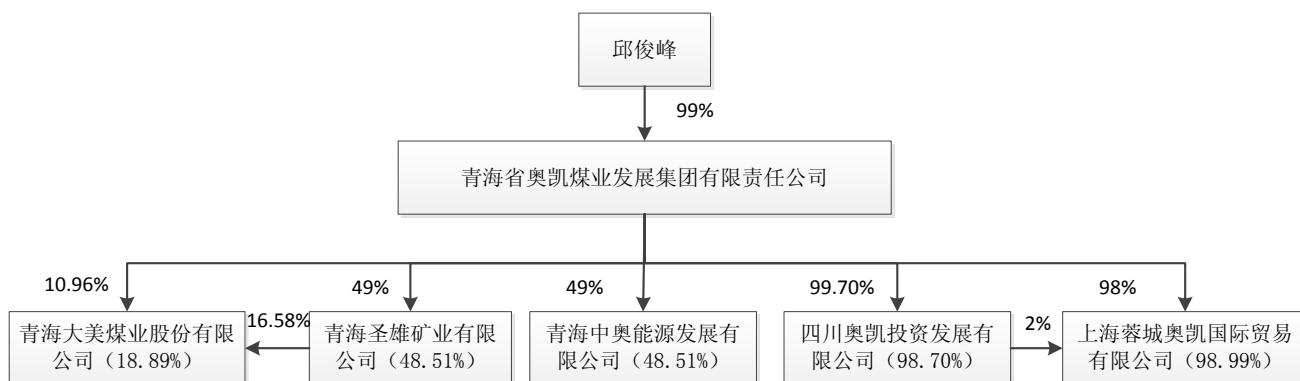 邱俊峰
99%
青海省奥凯煤业发展集团有限责任公司
10.96%
49%
49%
99.70%
98%
青海大美煤业股份有限
公司（18.89%）
16.58%
青海圣雄矿业有限公
司（48.51%）
青海中奥能源发展有
限公司（48.51%）
四川奥凯投资发展有
限公司（98.70%）
2%
上海蓉城奥凯国际贸易
有限公司（98.99%）